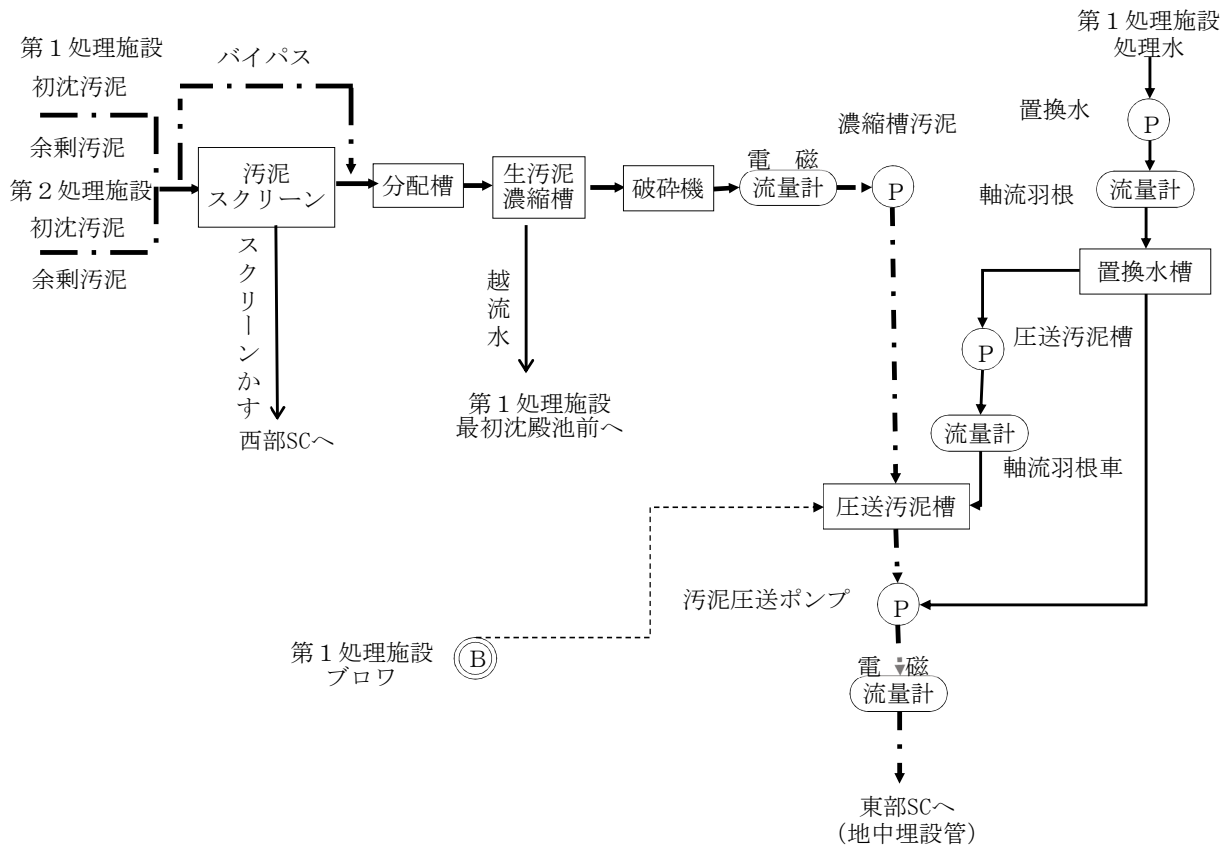 第１処理施設
初沈汚泥
余剰汚泥
第２処理施設
初沈汚泥
余剰汚泥
バイパス
汚泥
スクリーン
スクリーンかす
西部SCへ
分配槽
生汚泥
濃縮槽
越流水
第１処理施設
最初沈殿池前へ
破砕機
電　磁
流量計
濃縮槽汚泥
P
第１処理施設
処理水
置換水
P
軸流羽根
流量計
置換水槽
P
圧送汚泥槽
流量計
軸流羽根車
圧送汚泥槽
汚泥圧送ポンプ
P
第１処理施設
ブロワ
B
電　磁
流量計
東部SCへ
(地中埋設管)